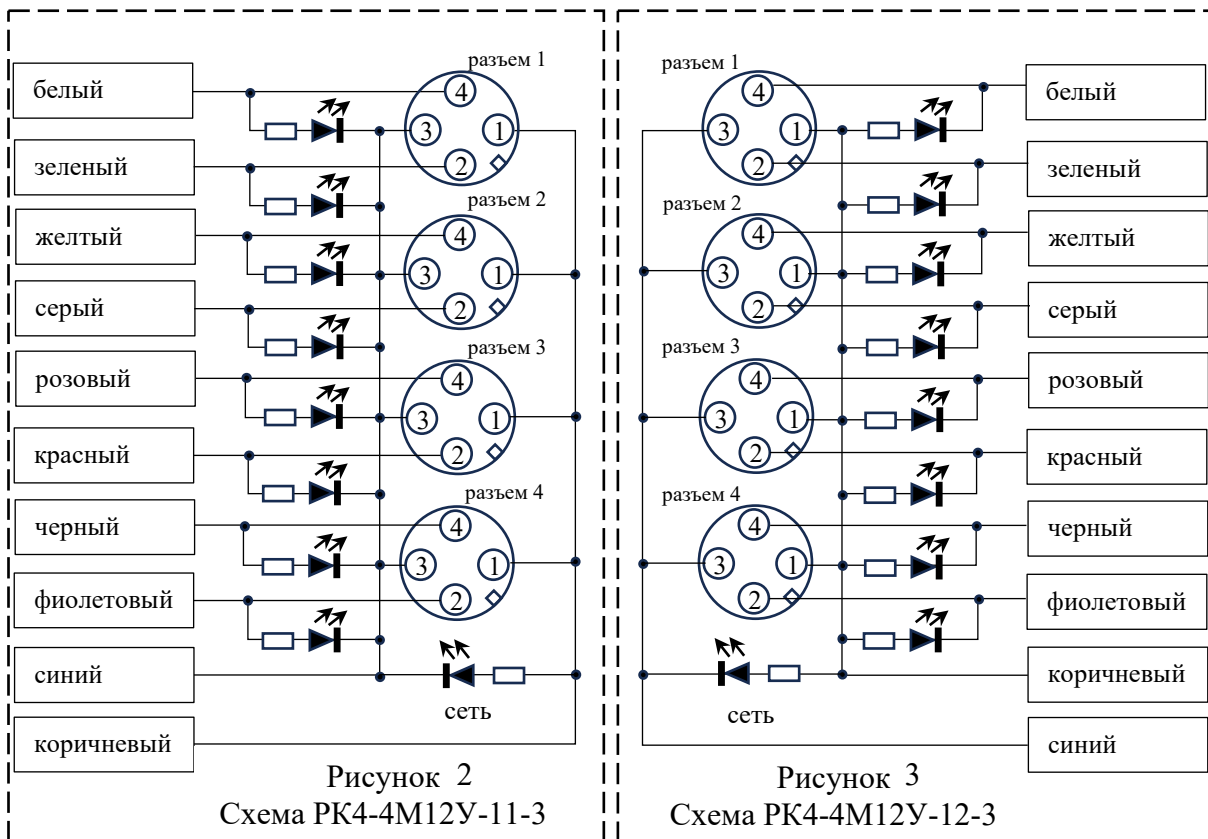 разъем 1
белый
4
3
1
2
зеленый
разъем 2
желтый
4
3
1
серый
2
разъем 3
розовый
4
3
1
красный
2
разъем 4
черный
4
3
1
фиолетовый
2
синий
сеть
коричневый
Рисунок 2
Схема РК4-4М12У-11-3
разъем 1
4
белый
3
1
2
зеленый
разъем 2
4
желтый
3
1
2
серый
разъем 3
4
розовый
3
1
2
красный
разъем 4
4
черный
3
1
2
фиолетовый
коричневый
сеть
синий
Рисунок 3
Схема РК4-4М12У-12-3